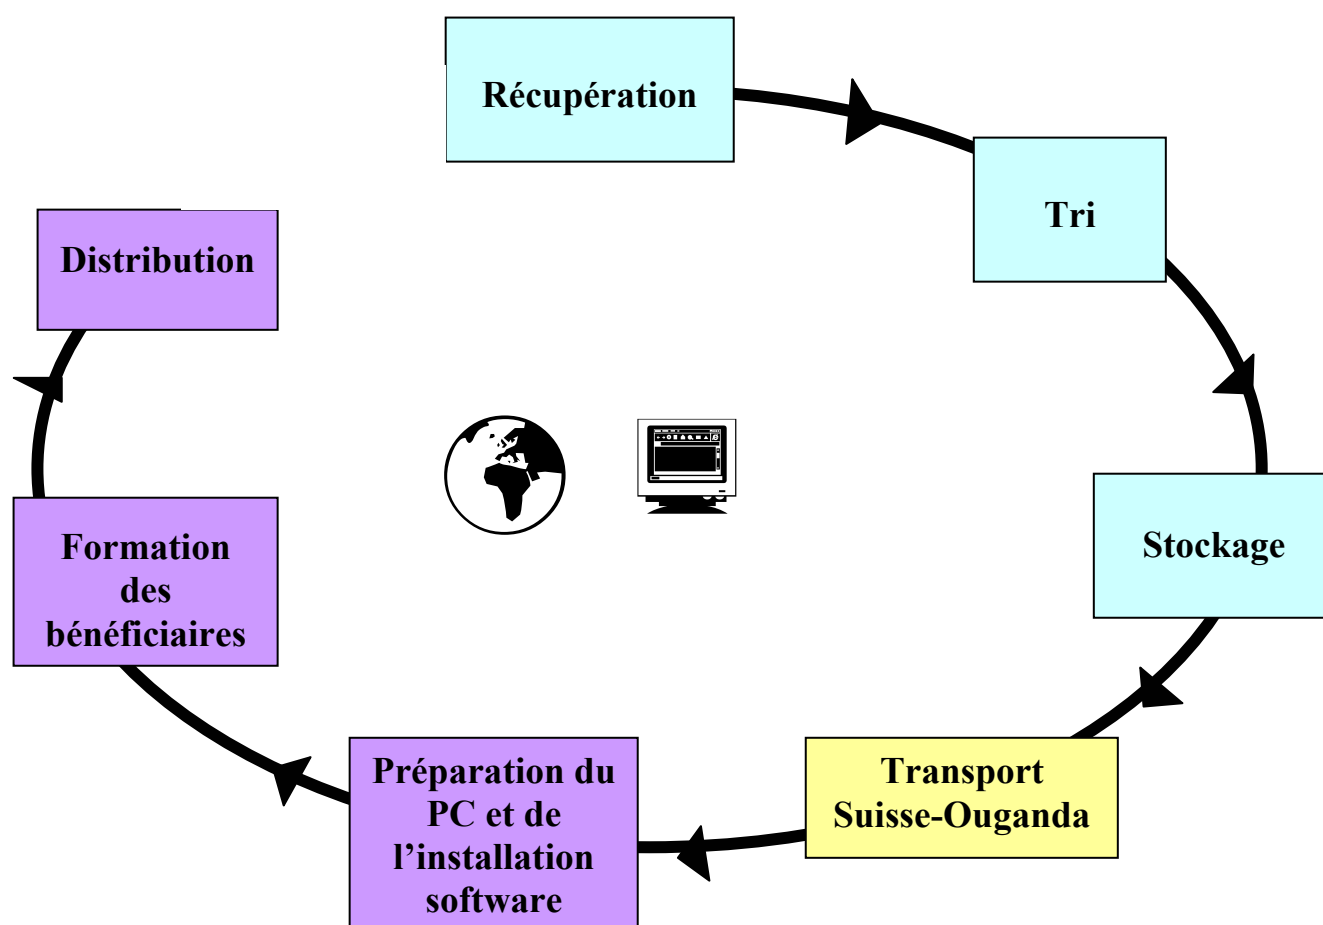 Récupération
Tri
Distribution
Stockage
Formation
des
bénéficiaires
Transport
Suisse-Ouganda
Préparation du
PC et de
l’installation
software